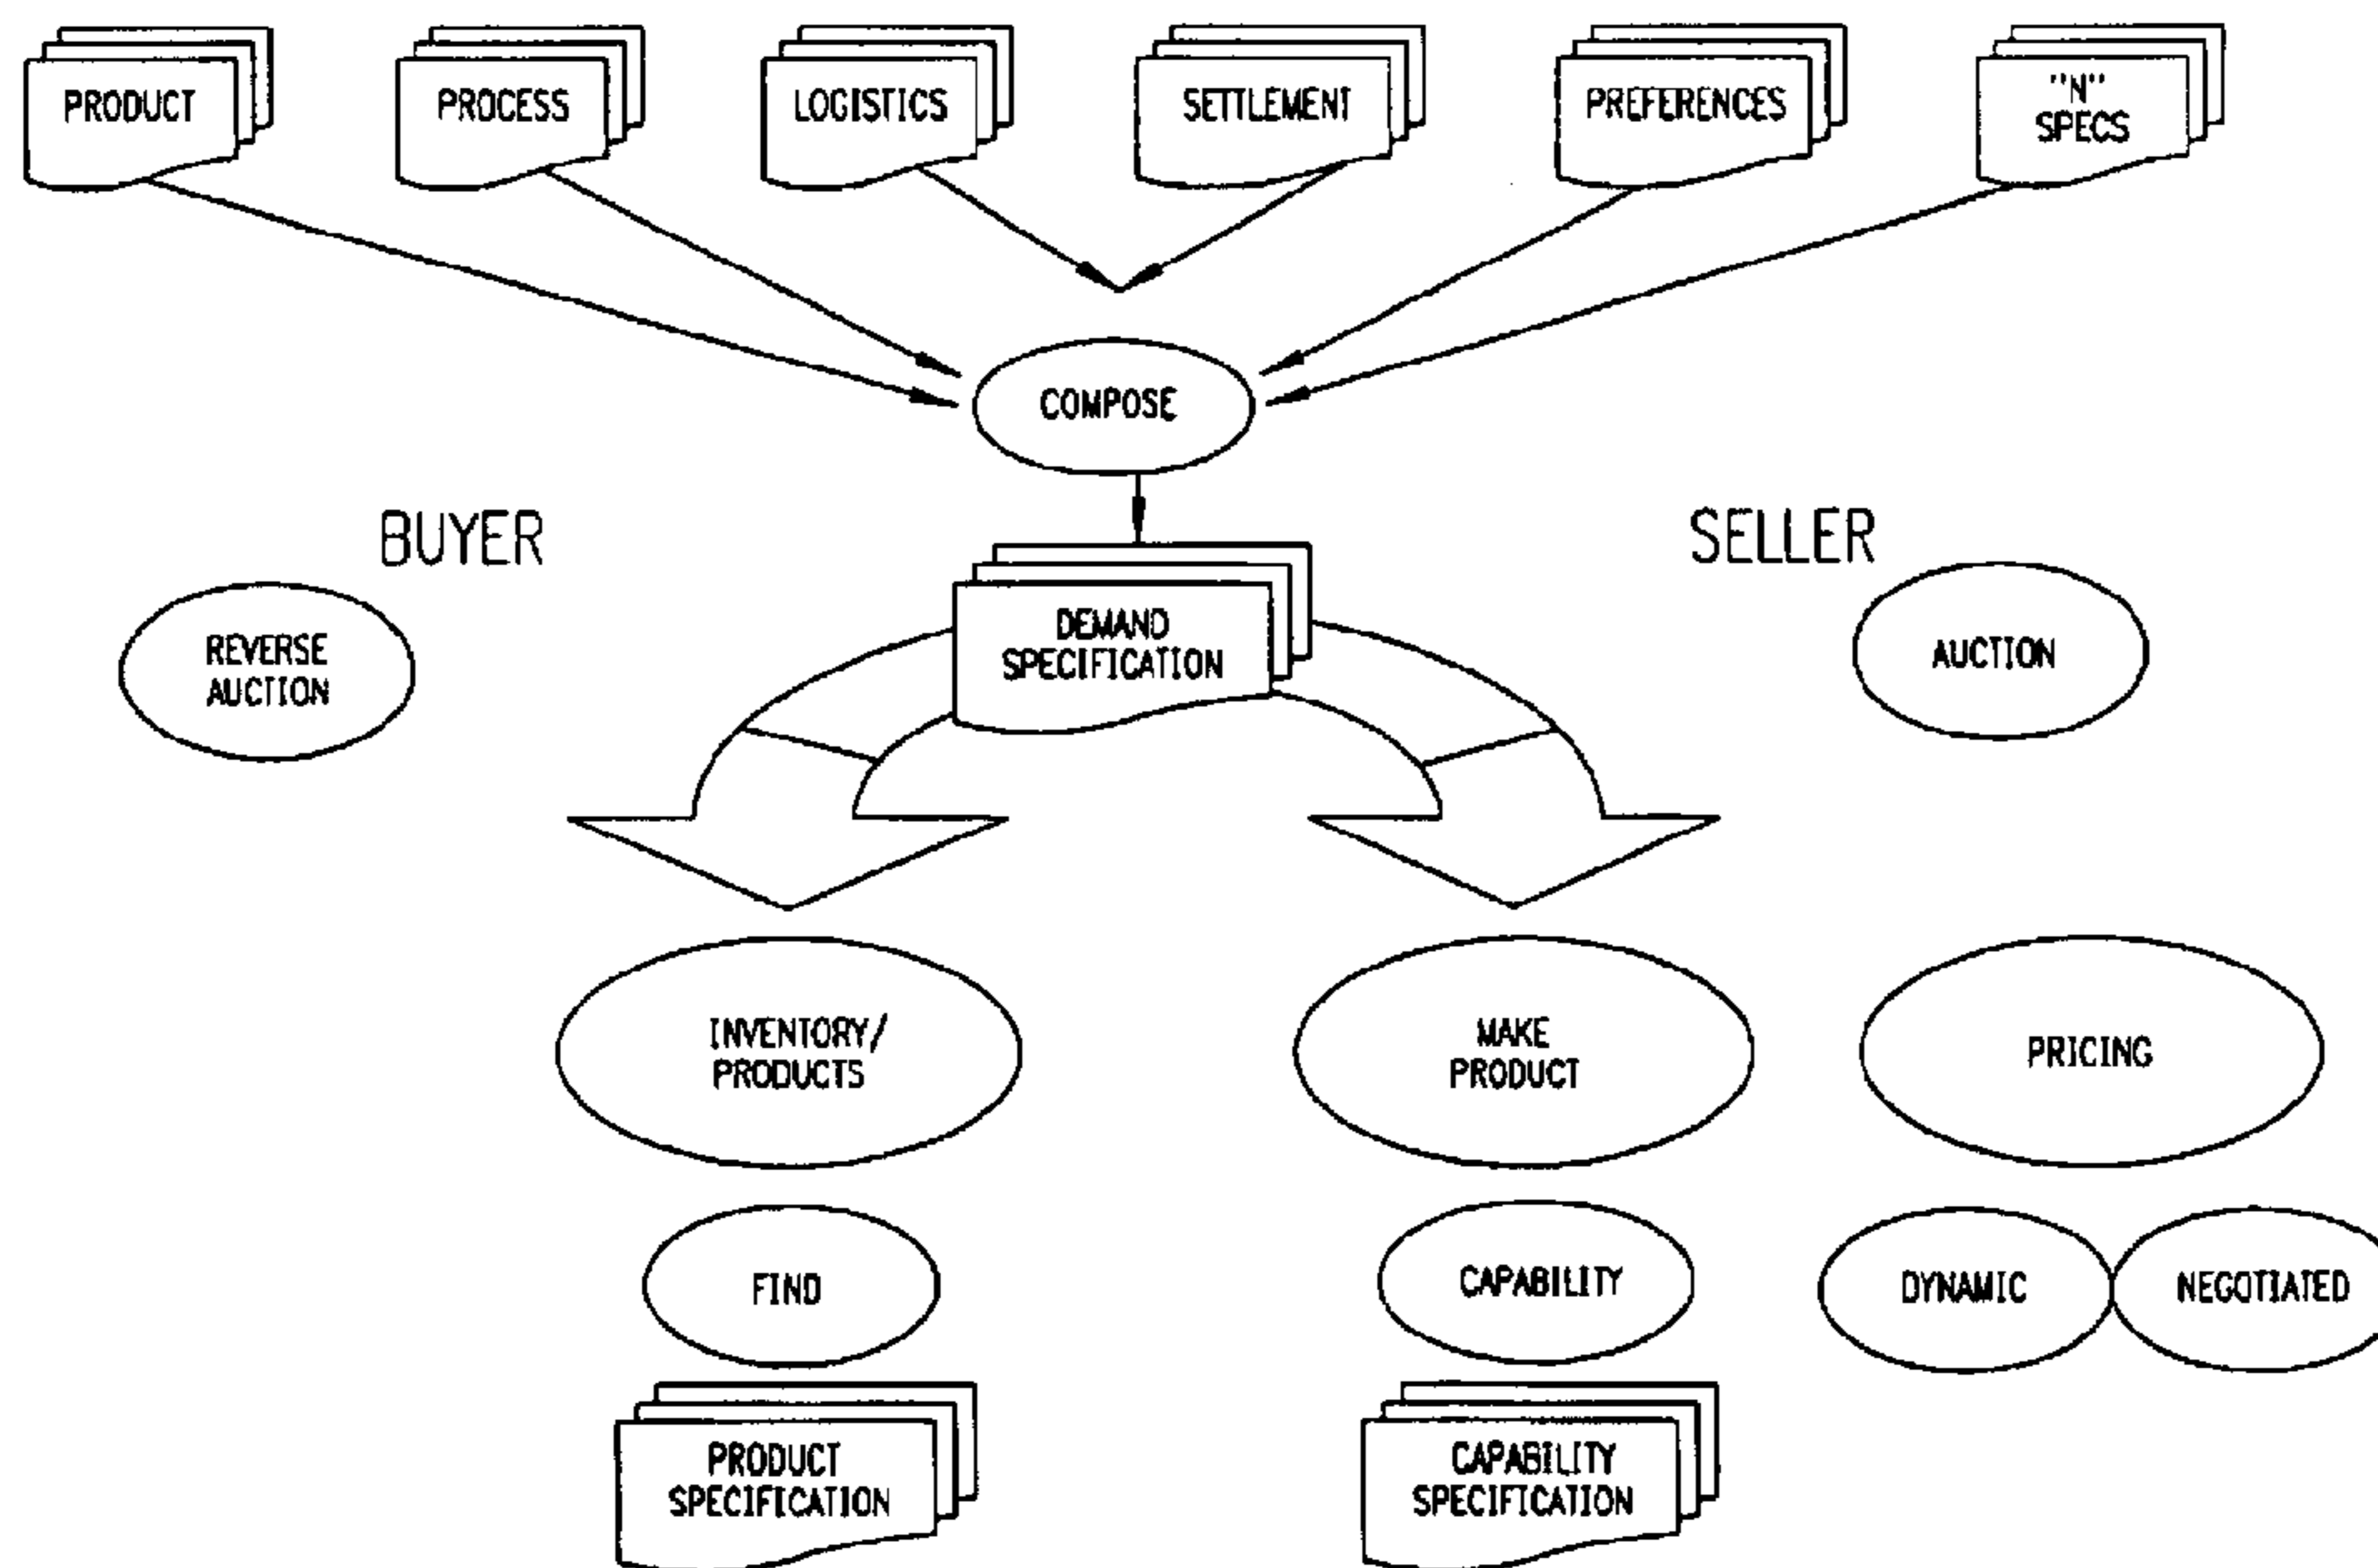 PRODUCT
PROCESS
LOGISTICS
SETTLEMENT
PREFERENCES
"N"
SPECS
COMPOSE
BUYER
SELLER
REVERSE
AUCTION
DEMAND
SPECIFICATION
AUCTION
INVENTORY/
PRODUCTS
MAKE
PRODUCT
PRICING
FIND
CAPABILITY
DYNAMIC
NEGOTIATED
PRODUCT
SPECIFICATION
CAPABILITY
SPECIFICATION